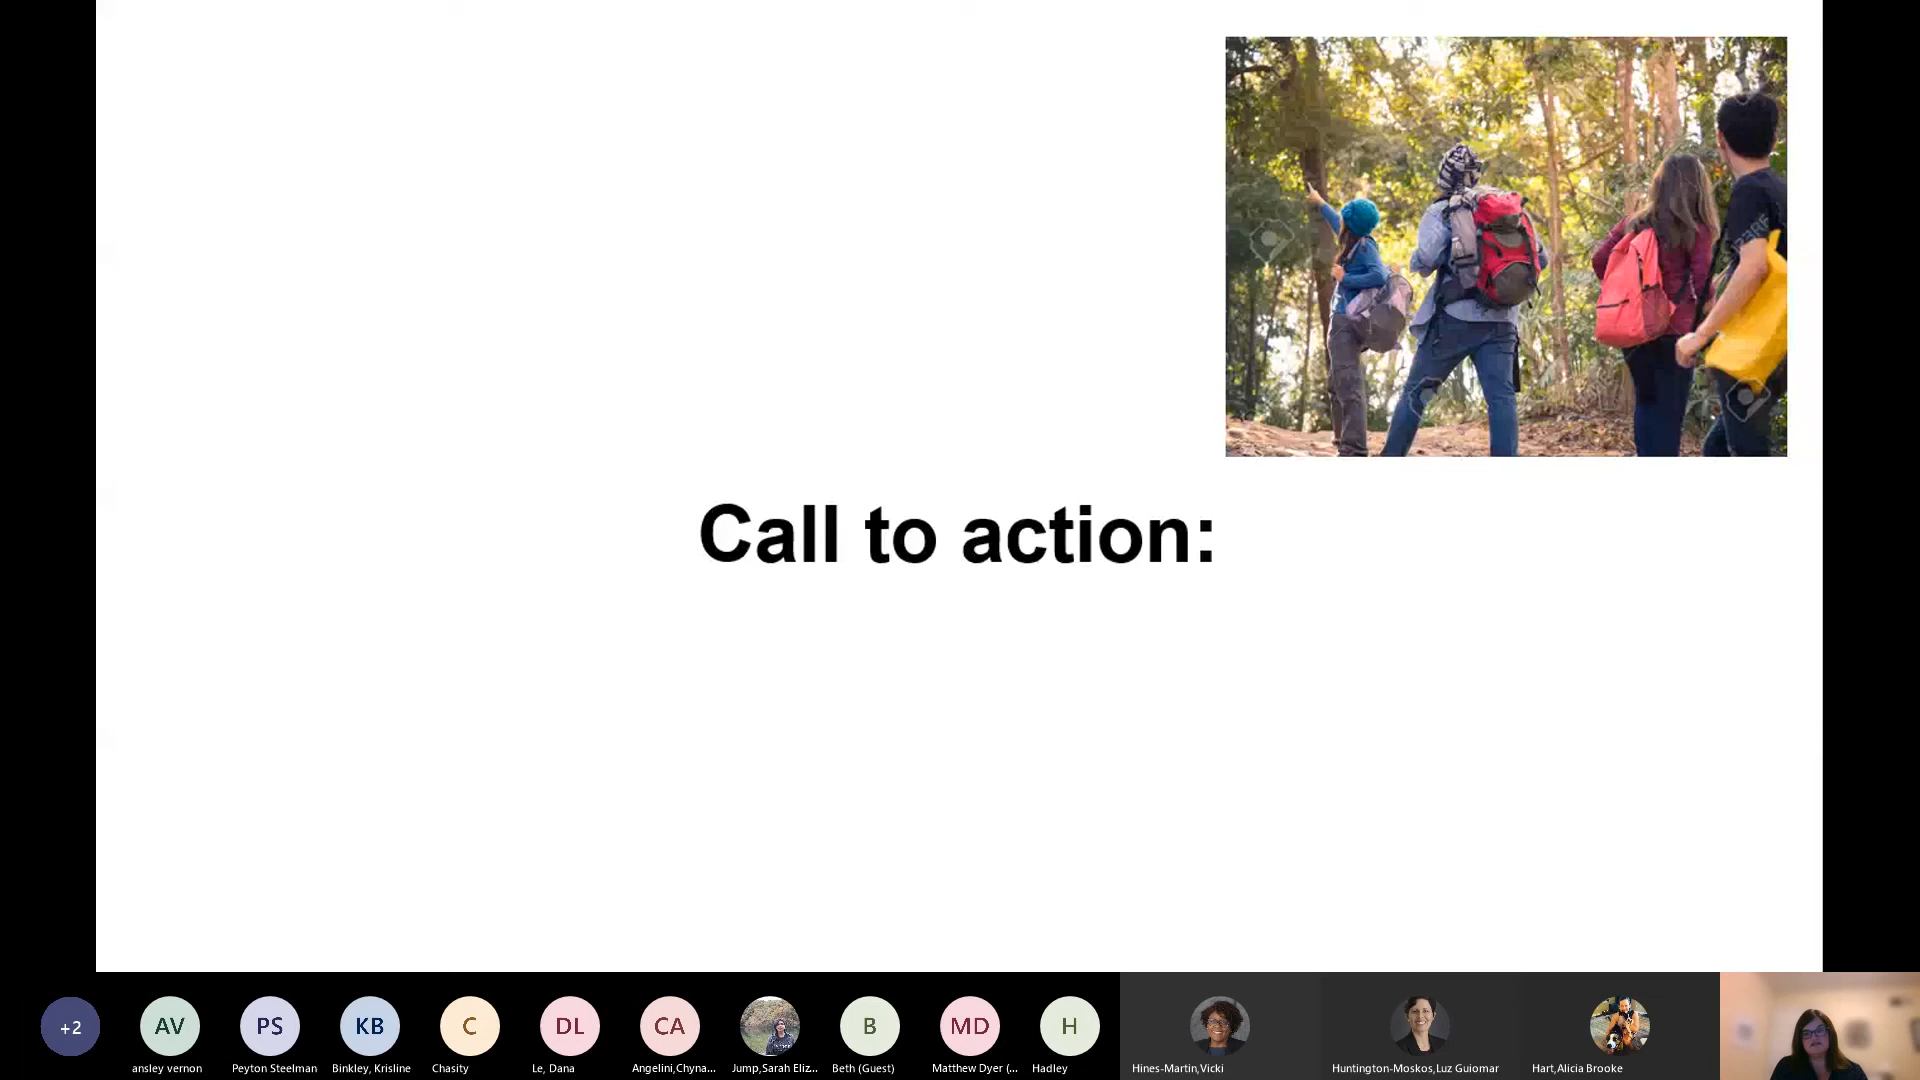 Call to action:
+2
AV
PS
KB
C
DL
CA
B
MD
H
ansley vernon
Peyton Steelman
Binkley, Krisline
Chasity
Le, Dana
Angelini,Chyna...
Jump,Sarah Eliz...
Beth (Guest)
Matthew Dyer (...
Hadley
Hines-Martin,Vicki
Huntington-Moskos,Luz Guiomar
Hart,Alicia Brooke